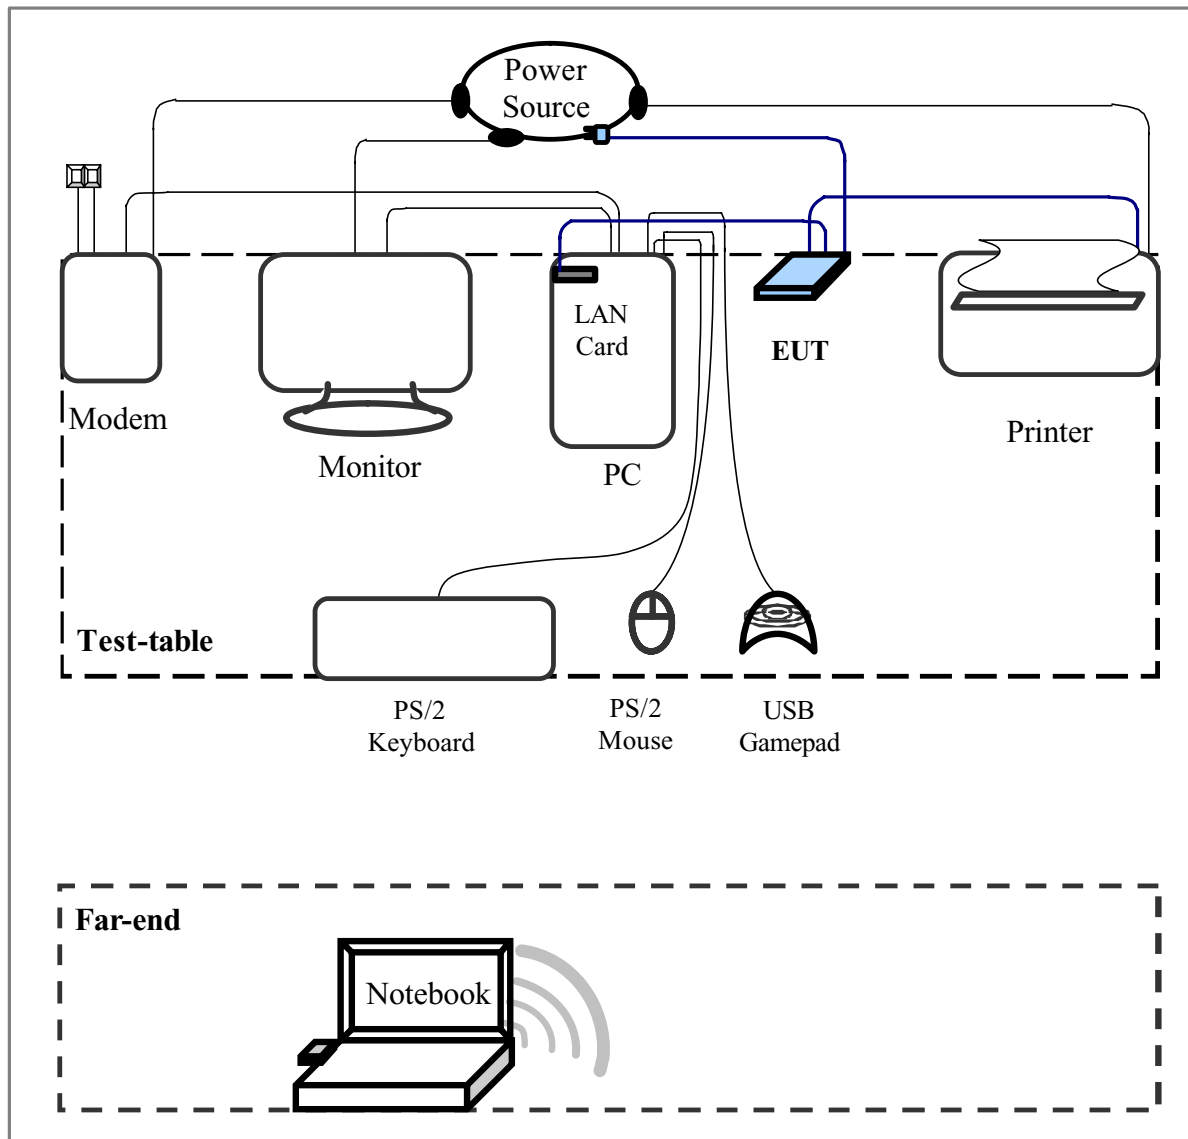 Power
Source
LAN
Card
EUT
Modem
Monitor
PC
Printer
Test-table
PS/2
Keyboard
PS/2
Mouse
USB
Gamepad
Far-end
Notebook